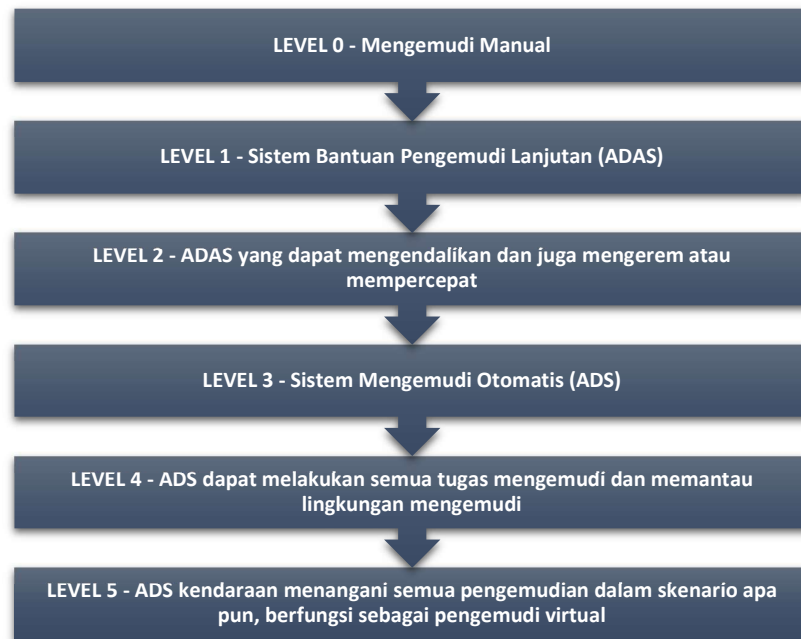 LEVEL 0 - Mengemudi Manual
LEVEL 1 - Sistem Bantuan Pengemudi Lanjutan (ADAS)
LEVEL 2 - ADAS yang dapat mengendalikan dan juga mengerem atau
mempercepat
LEVEL 3 - Sistem Mengemudi Otomatis (ADS)
LEVEL 4 - ADS dapat melakukan semua tugas mengemudi dan memantau
lingkungan mengemudi
LEVEL 5 - ADS kendaraan menangani semua pengemudian dalam skenario apa
pun, berfungsi sebagai pengemudi virtual